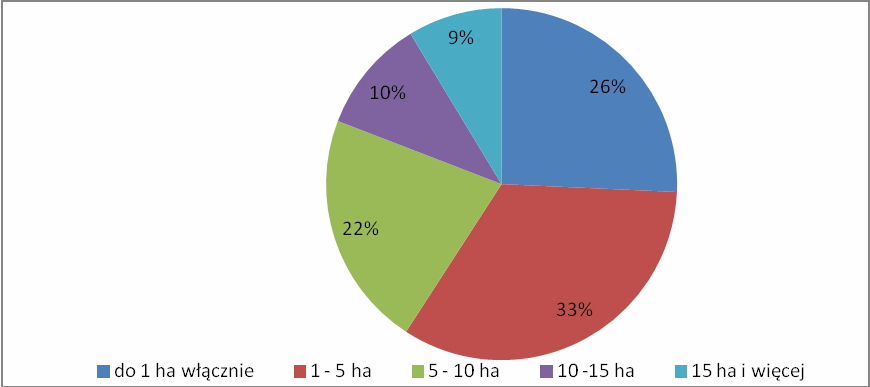 9%
26%
10%
22%
33%
do 1 ha włącznie
1 - 5 ha
5 - 10 ha
10 -15 ha
15 ha i więcej